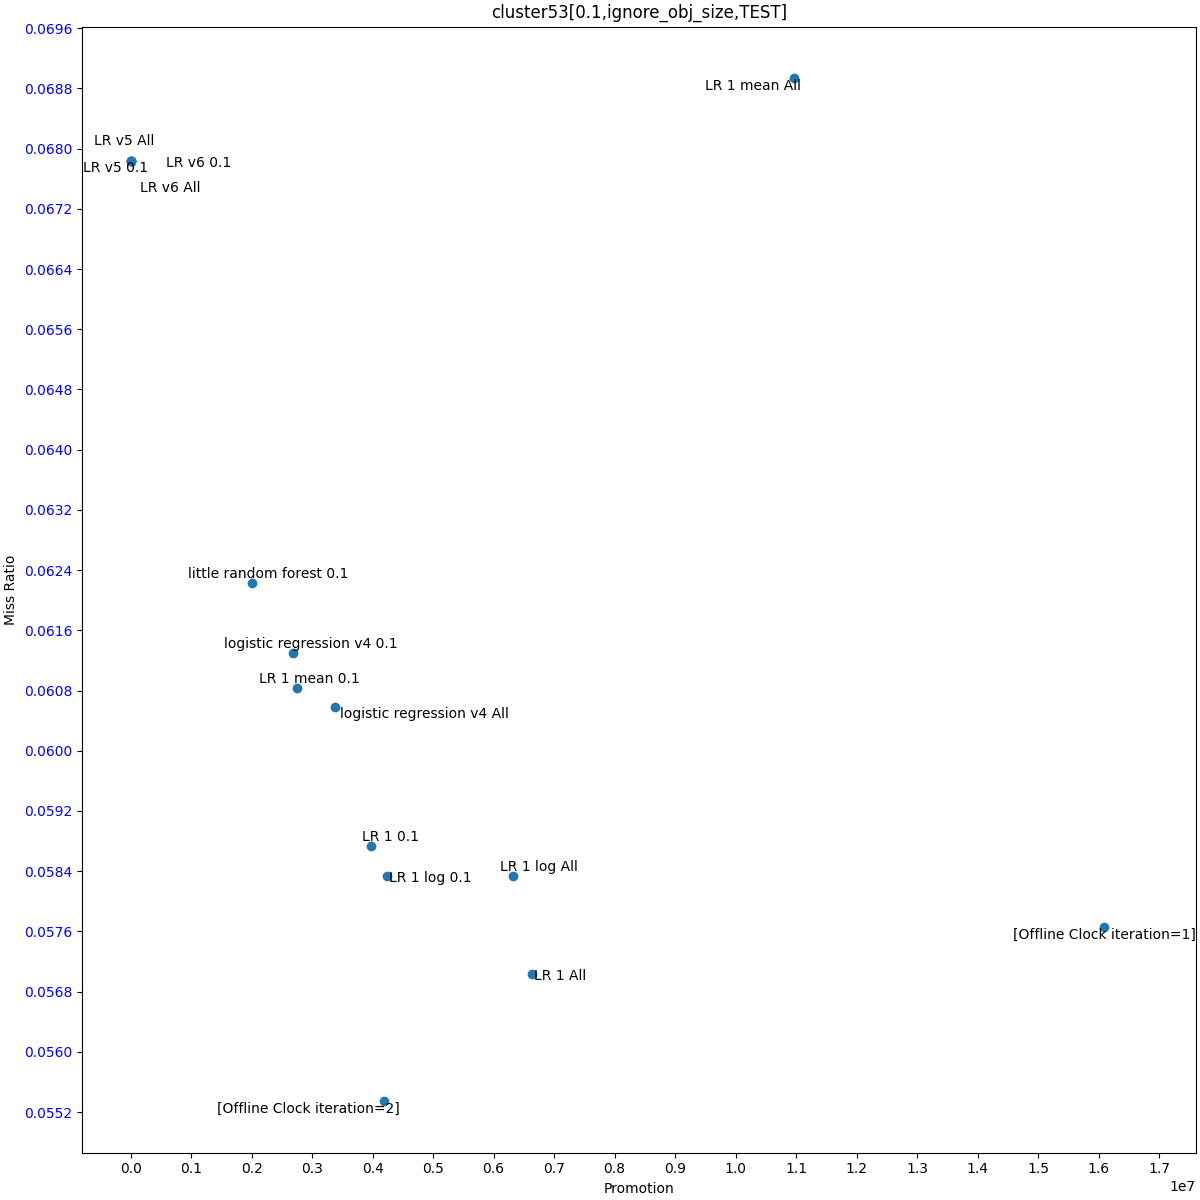 cluster53[0.1,ignore_obj_size,TEST]
0.0696
0.0688
0.0680
0.0672
0.0664
0.0656
0.0648
0.0640
0.0632
0.0624
0.0616
0.0608
0.0600
0.0592
0.0584
0.0576
0.0568
0.0560
0.0552
Miss Ratio
LR 1 mean All
LR v5 All
LR v5 0.1
LR v6 0.1
LR v6 All
little random forest 0.1
logistic regression v4 0.1
LR 1 mean 0.1
logistic regression v4 All
LR 1 0.1
LR 1 log 0.1
LR 1 log All
[Offline Clock iteration=1]
LR 1 All
[Offline Clock iteration=2]
0.0 0.1 0.2 0.3 0.4 0.5 0.6 0.7 0.8 0.9 1.0 1.1 1.2 1.3 1.4 1.5 1.6 1.7
1e7
Promotion